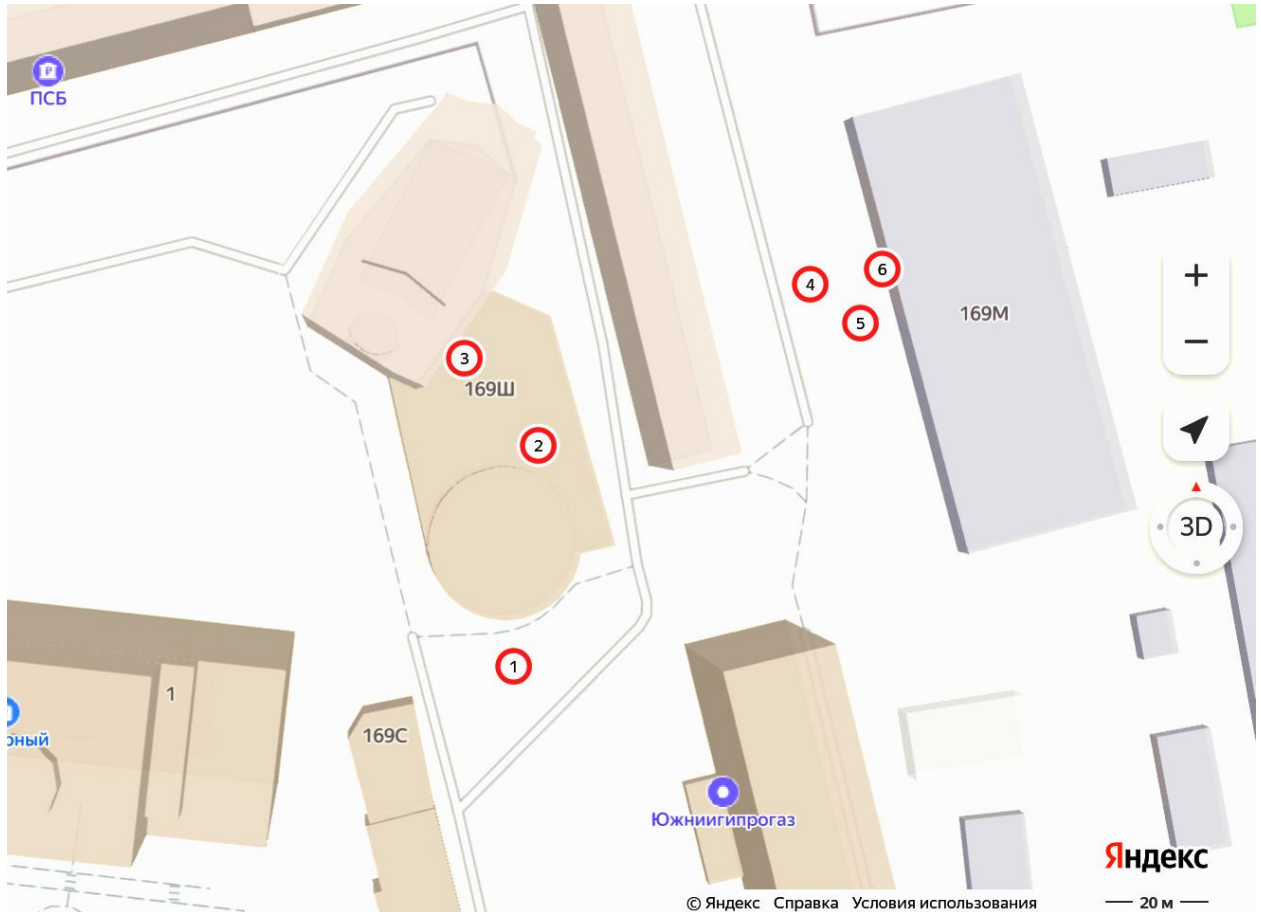 ПСБ
6
4
5
169М
3
169Ш
2
3D
1
1
169С
рный
Южниигипрогаз
Яндекс
© Яндекс Справка Условия использования
20 м